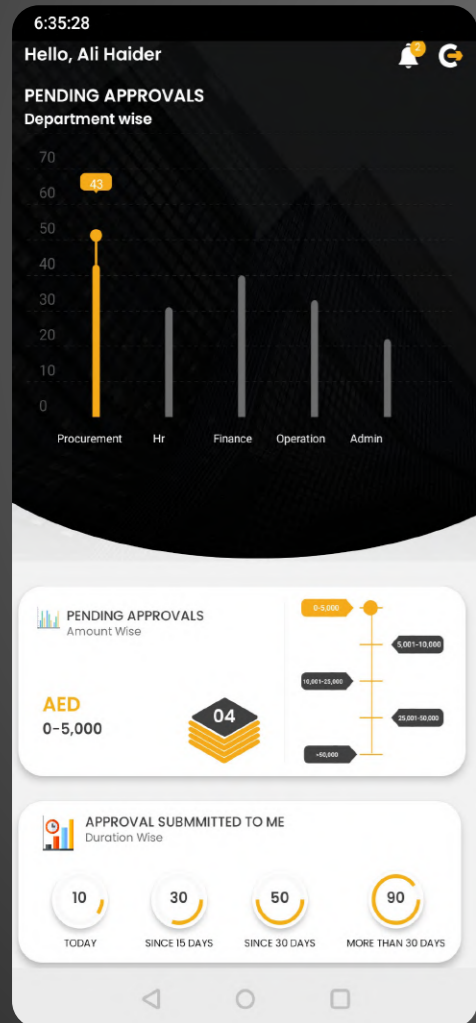 6:35:28
Hello, Ali Haider
2
PENDING APPROVALS
Department wise
70
60
50
40
30
20
10
0
43
Procurement Hr Finance Operation Admin
PENDING APPROVALS
Amount Wise
AED
0-5,000
04
0-5,000
5,001-10,000
10,001-25,000
25,001-50,000
+50,000
APPROVAL SUBMMITTED TO ME
Duration Wise
10 30 50 90
TODAY SINCE 15 DAYS SINCE 30 DAYS MORE THAN 30 DAYS